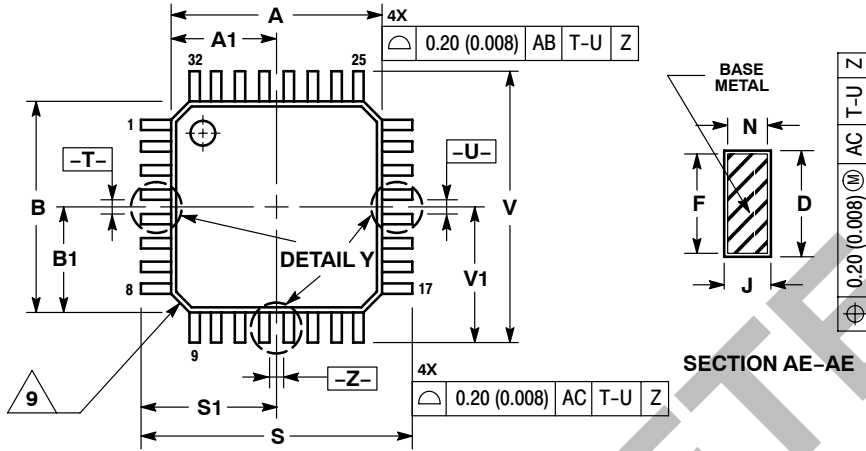 A
4X
A1
⌓ 0.20 (0.008) AB T-U Z
32
25
1
-T-
-U-
B
B1
V
V1
DETAIL Y
8
17
9
-Z-
9
S1
S
4X
⌓ 0.20 (0.008) AC T-U Z
BASE
METAL
N
F
D
J
⌖ 0.20 (0.008) Ⓜ AC T-U Z
SECTION AE-AE